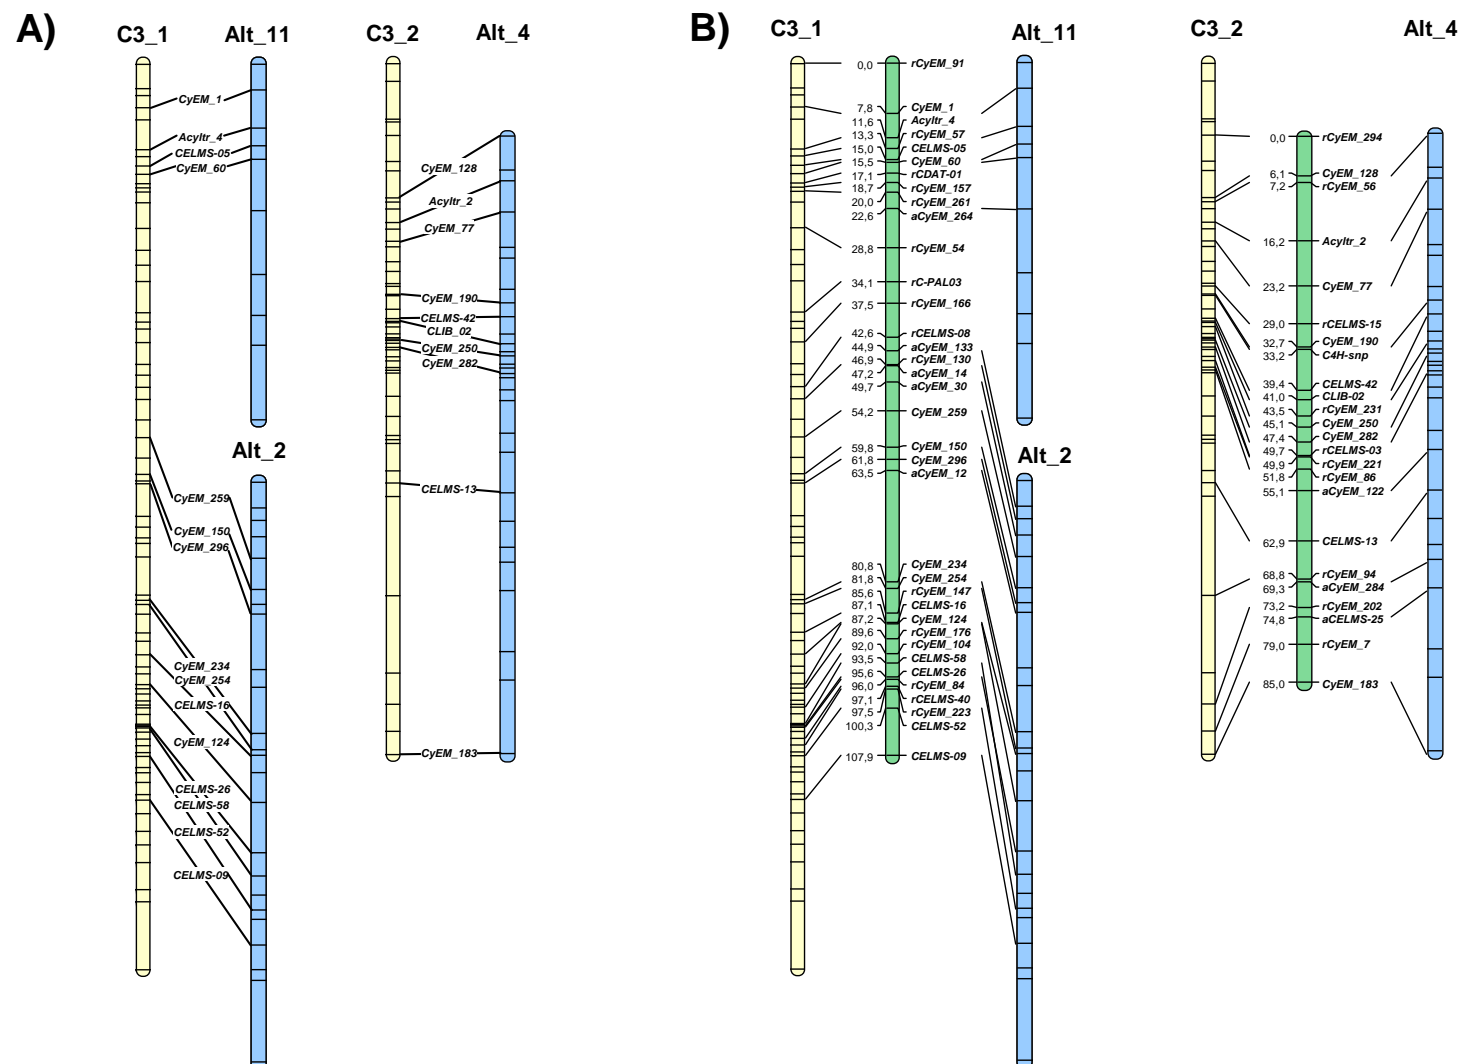 A)
C3_1
Alt_11
CyEM_1
Acyltr_4
CELMS-05
CyEM_60
Alt_2
CyEM_259
CyEM_150
CyEM_296
CyEM_234
CyEM_254
CELMS-16
CyEM_124
CELMS-26
CELMS-58
CELMS-52
CELMS-09
C3_2
Alt_4
CyEM_128
Acyltr_2
CyEM_77
CyEM_190
CELMS-42
CLIB_02
CyEM_250
CyEM_282
CELMS-13
CyEM_183
B)
C3_1
Alt_11
0,0 rCyEM_91
7,8 CyEM_1
11,6 Acyltr_4
13,3 rCyEM_57
15,0 CELMS-05
15,5 CyEM_60
17,1 rCDAT-01
18,7 rCyEM_157
20,0 rCyEM_261
22,6 aCyEM_264
28,8 rCyEM_54
34,1 rC-PAL03
37,5 rCyEM_166
42,6 rCELMS-08
44,9 aCyEM_133
46,9 rCyEM_130
47,2 aCyEM_14
49,7 aCyEM_30
54,2 CyEM_259
59,8 CyEM_150
61,8 CyEM_296
63,5 aCyEM_12
Alt_2
80,8 CyEM_234
81,8 CyEM_254
85,6 rCyEM_147
87,1 CELMS-16
87,2 CyEM_124
89,6 rCyEM_176
92,0 rCyEM_104
93,5 CELMS-58
95,6 CELMS-26
96,0 rCyEM_84
97,1 rCELMS-40
97,5 rCyEM_223
100,3 CELMS-52
107,9 CELMS-09
C3_2
Alt_4
0,0 rCyEM_294
6,1 CyEM_128
7,2 rCyEM_56
16,2 Acyltr_2
23,2 CyEM_77
29,0 rCELMS-15
32,7 CyEM_190
33,2 C4H-snp
39,4 CELMS-42
41,0 CLIB-02
43,5 rCyEM_231
45,1 CyEM_250
47,4 CyEM_282
49,7 rCELMS-03
49,9 rCyEM_221
51,8 rCyEM_86
55,1 aCyEM_122
62,9 CELMS-13
68,8 rCyEM_94
69,3 aCyEM_284
73,2 rCyEM_202
74,8 aCELMS-25
79,0 rCyEM_7
85,0 CyEM_183